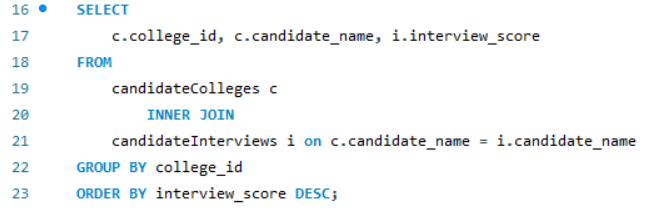 16 SELECT
17 c.college_id, c.candidate_name, i.interview_score
18 FROM
19 candidateColleges c
20 INNER JOIN
21 candidateInterviews i on c.candidate_name = i.candidate_name
22 GROUP BY college_id
23 ORDER BY interview_score DESC;